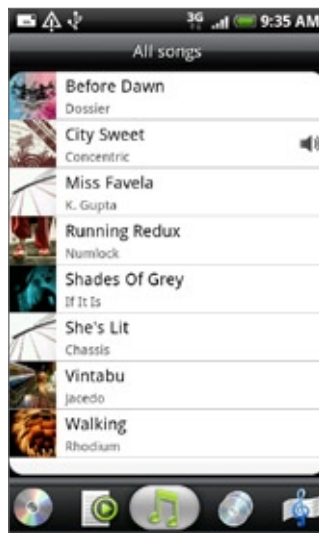 3G 9:35 AM
All songs
Before Dawn
Dossier
City Sweet
Concentric
Miss Favela
K. Gupta
Running Redux
Numlock
Shades Of Grey
If It Is
She's Lit
Chassis
Vintabu
Jacedo
Walking
Rhodium